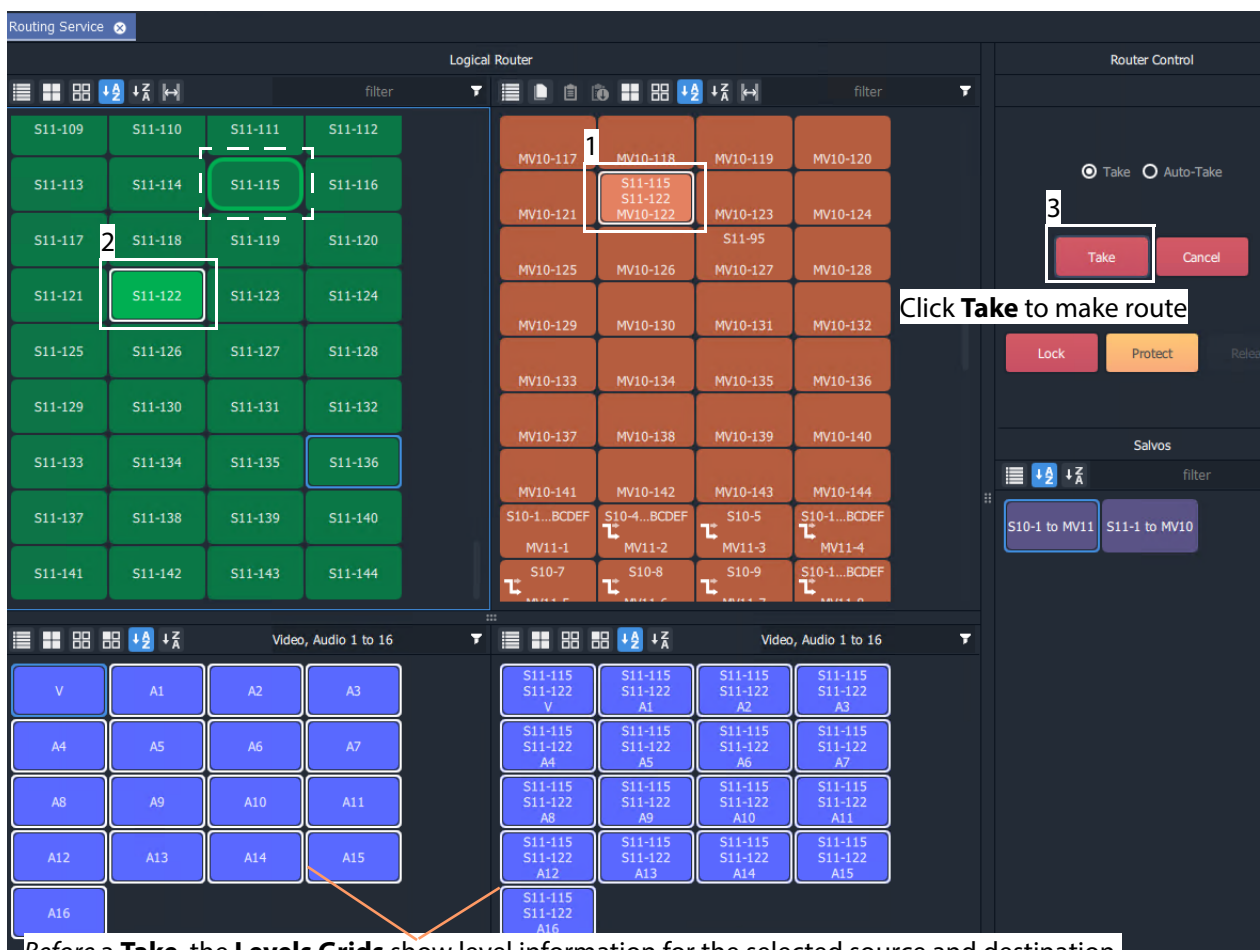 Routing Service
Logical Router
Router Control
filter
filter
S11-109 S11-110 S11-111 S11-112
S11-113 S11-114 S11-115 S11-116
S11-117 2 S11-118 S11-119 S11-120
S11-121 S11-122 S11-123 S11-124
S11-125 S11-126 S11-127 S11-128
S11-129 S11-130 S11-131 S11-132
S11-133 S11-134 S11-135 S11-136
S11-137 S11-138 S11-139 S11-140
S11-141 S11-142 S11-143 S11-144
1
MV10-117 MV10-118 MV10-119 MV10-120
S11-115
S11-122
MV10-121 MV10-122 MV10-123 MV10-124
S11-95
MV10-125 MV10-126 MV10-127 MV10-128
MV10-129 MV10-130 MV10-131 MV10-132
MV10-133 MV10-134 MV10-135 MV10-136
MV10-137 MV10-138 MV10-139 MV10-140
MV10-141 MV10-142 MV10-143 MV10-144
S10-1...BCDEF S10-4...BCDEF S10-5 S10-1...BCDEF
MV11-1 MV11-2 MV11-3 MV11-4
S10-7 S10-8 S10-9 S10-1...BCDEF
Take Auto-Take
3
Take Cancel
Click Take to make route
Lock Protect
Salvos
filter
S10-1 to MV11 S11-1 to MV10
Video, Audio 1 to 16
V A1 A2 A3
A4 A5 A6 A7
A8 A9 A10 A11
A12 A13 A14 A15
A16
Video, Audio 1 to 16
S11-115 S11-115 S11-115 S11-115
S11-122 S11-122 S11-122 S11-122
V A1 A2 A3
S11-115 S11-115 S11-115 S11-115
S11-122 S11-122 S11-122 S11-122
A4 A5 A6 A7
S11-115 S11-115 S11-115 S11-115
S11-122 S11-122 S11-122 S11-122
A8 A9 A10 A11
S11-115 S11-115 S11-115 S11-115
S11-122 S11-122 S11-122 S11-122
A12 A13 A14 A15
S11-115
S11-122
A16
Before a Take, the Levels Grids show level information for the selected source and destination